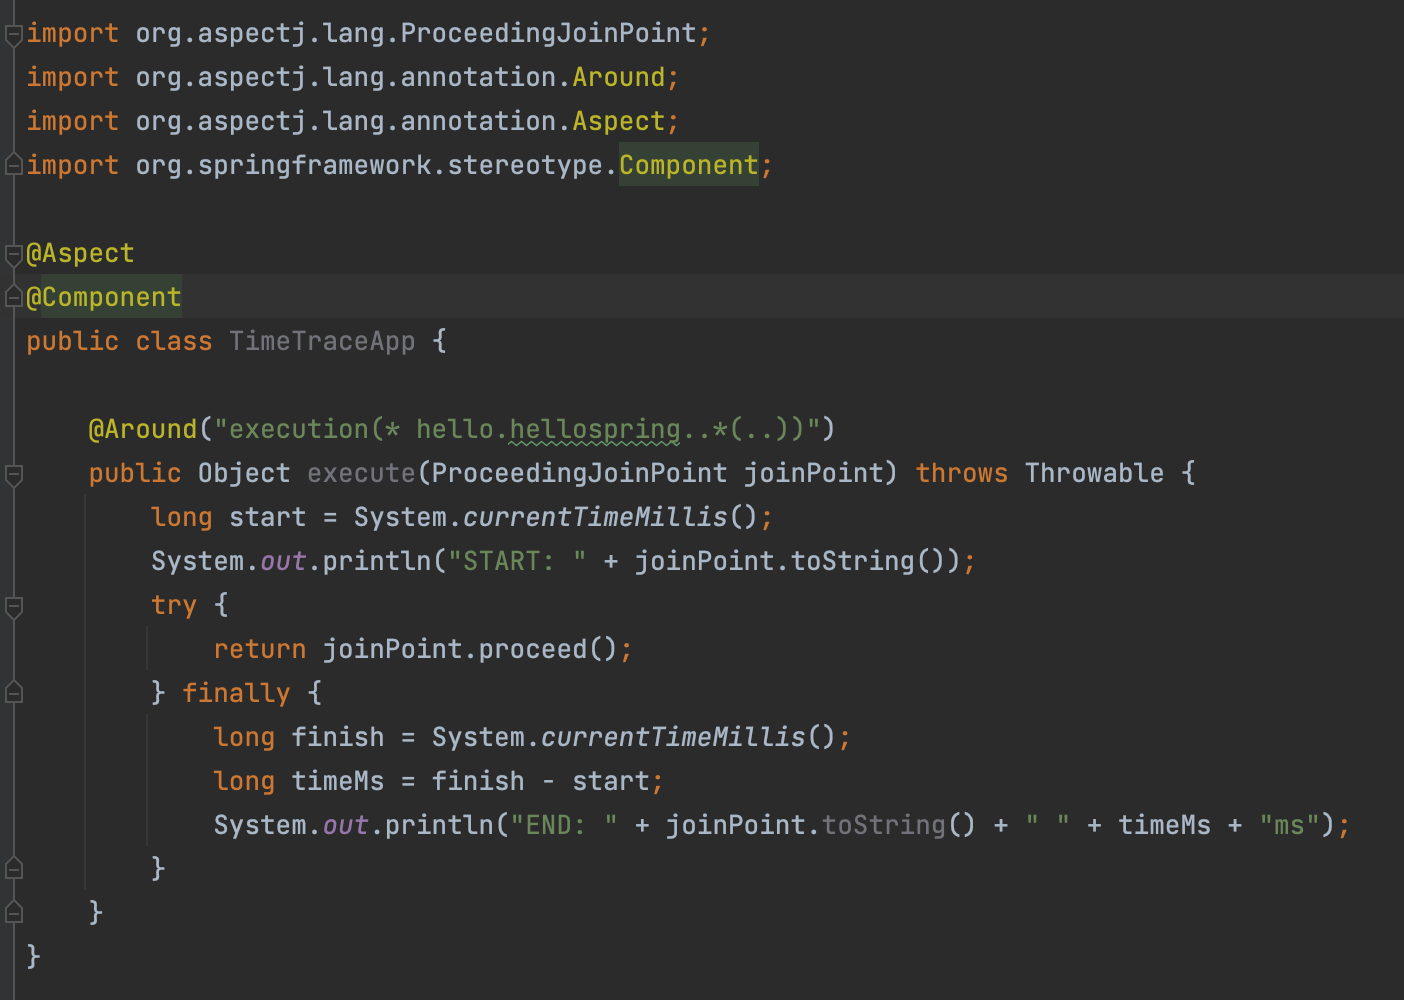 import org.aspectj.lang.ProceedingJoinPoint;
import org.aspectj.lang.annotation.Around;
import org.aspectj.lang.annotation.Aspect;
import org.springframework.stereotype.Component;

@Aspect
@Component
public class TimeTraceApp {

    @Around("execution(* hello.hellospring..*(..))")
    public Object execute(ProceedingJoinPoint joinPoint) throws Throwable {
        long start = System.currentTimeMillis();
        System.out.println("START: " + joinPoint.toString());
        try {
            return joinPoint.proceed();
        } finally {
            long finish = System.currentTimeMillis();
            long timeMs = finish - start;
            System.out.println("END: " + joinPoint.toString() + " " + timeMs + "ms");
        }
    }
}